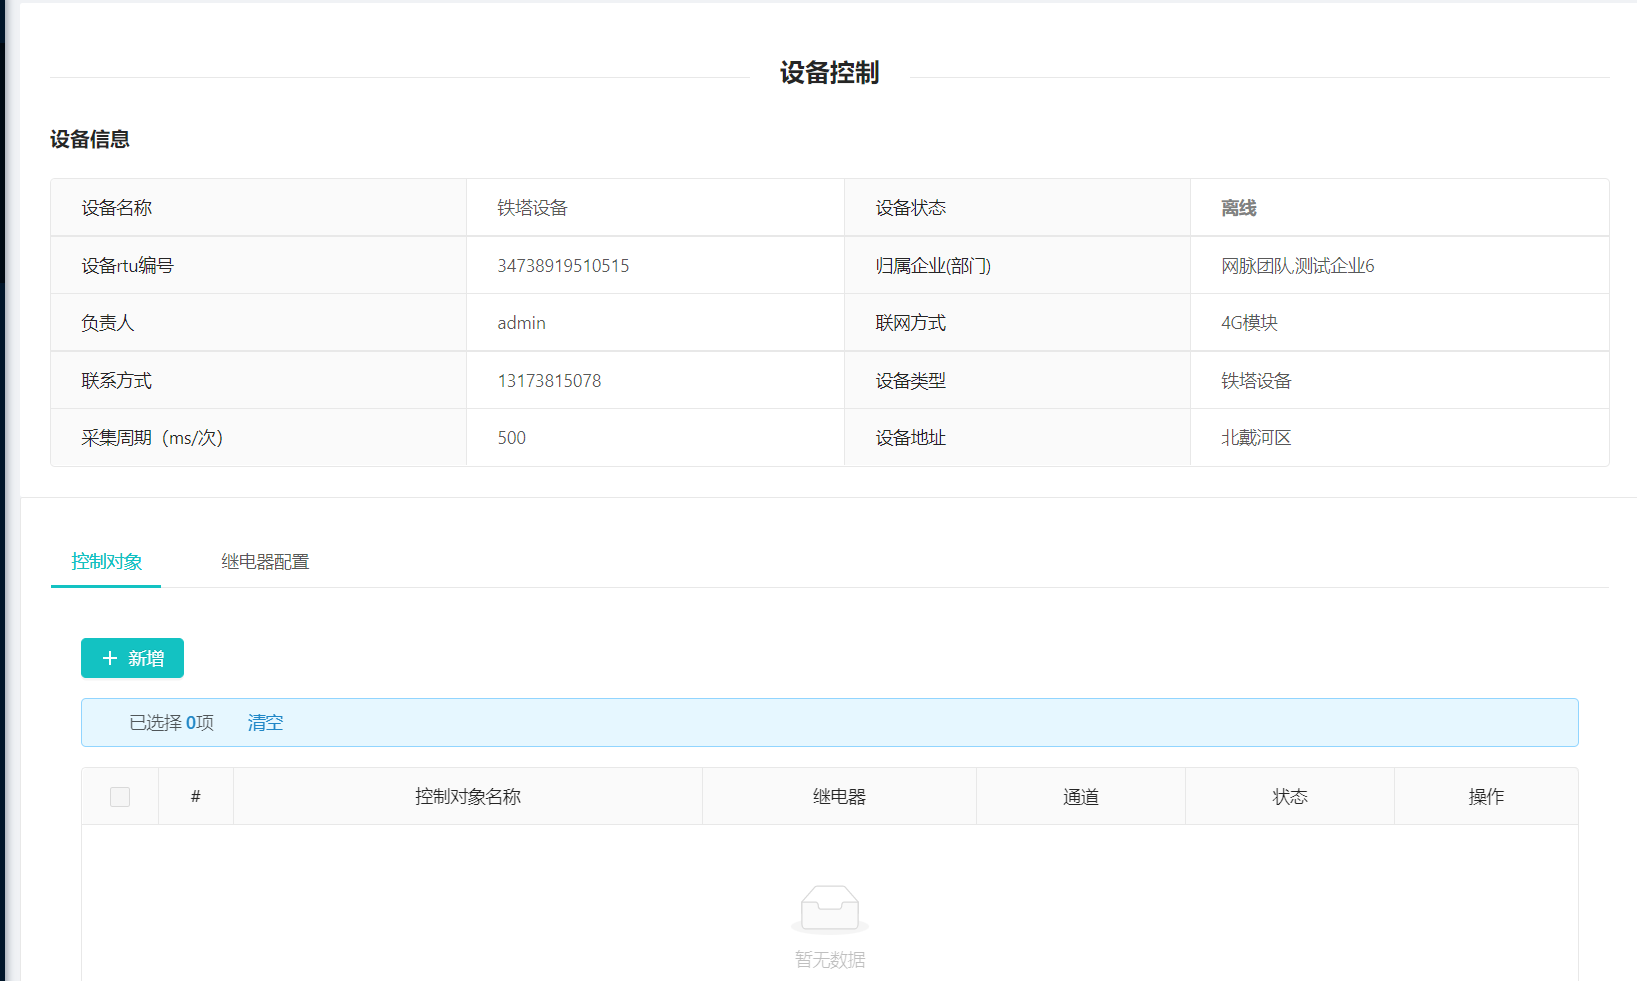 设备控制
设备信息
设备名称 铁塔设备 设备状态 离线
设备rtu编号 34738919510515 归属企业(部门) 网脉团队,测试企业6
负责人 admin 联网方式 4G模块
联系方式 13173815078 设备类型 铁塔设备
采集周期（ms/次） 500 设备地址 北戴河区
控制对象 继电器配置
+ 新增
已选择 0项 清空
# 控制对象名称 继电器 通道 状态 操作
暂无数据